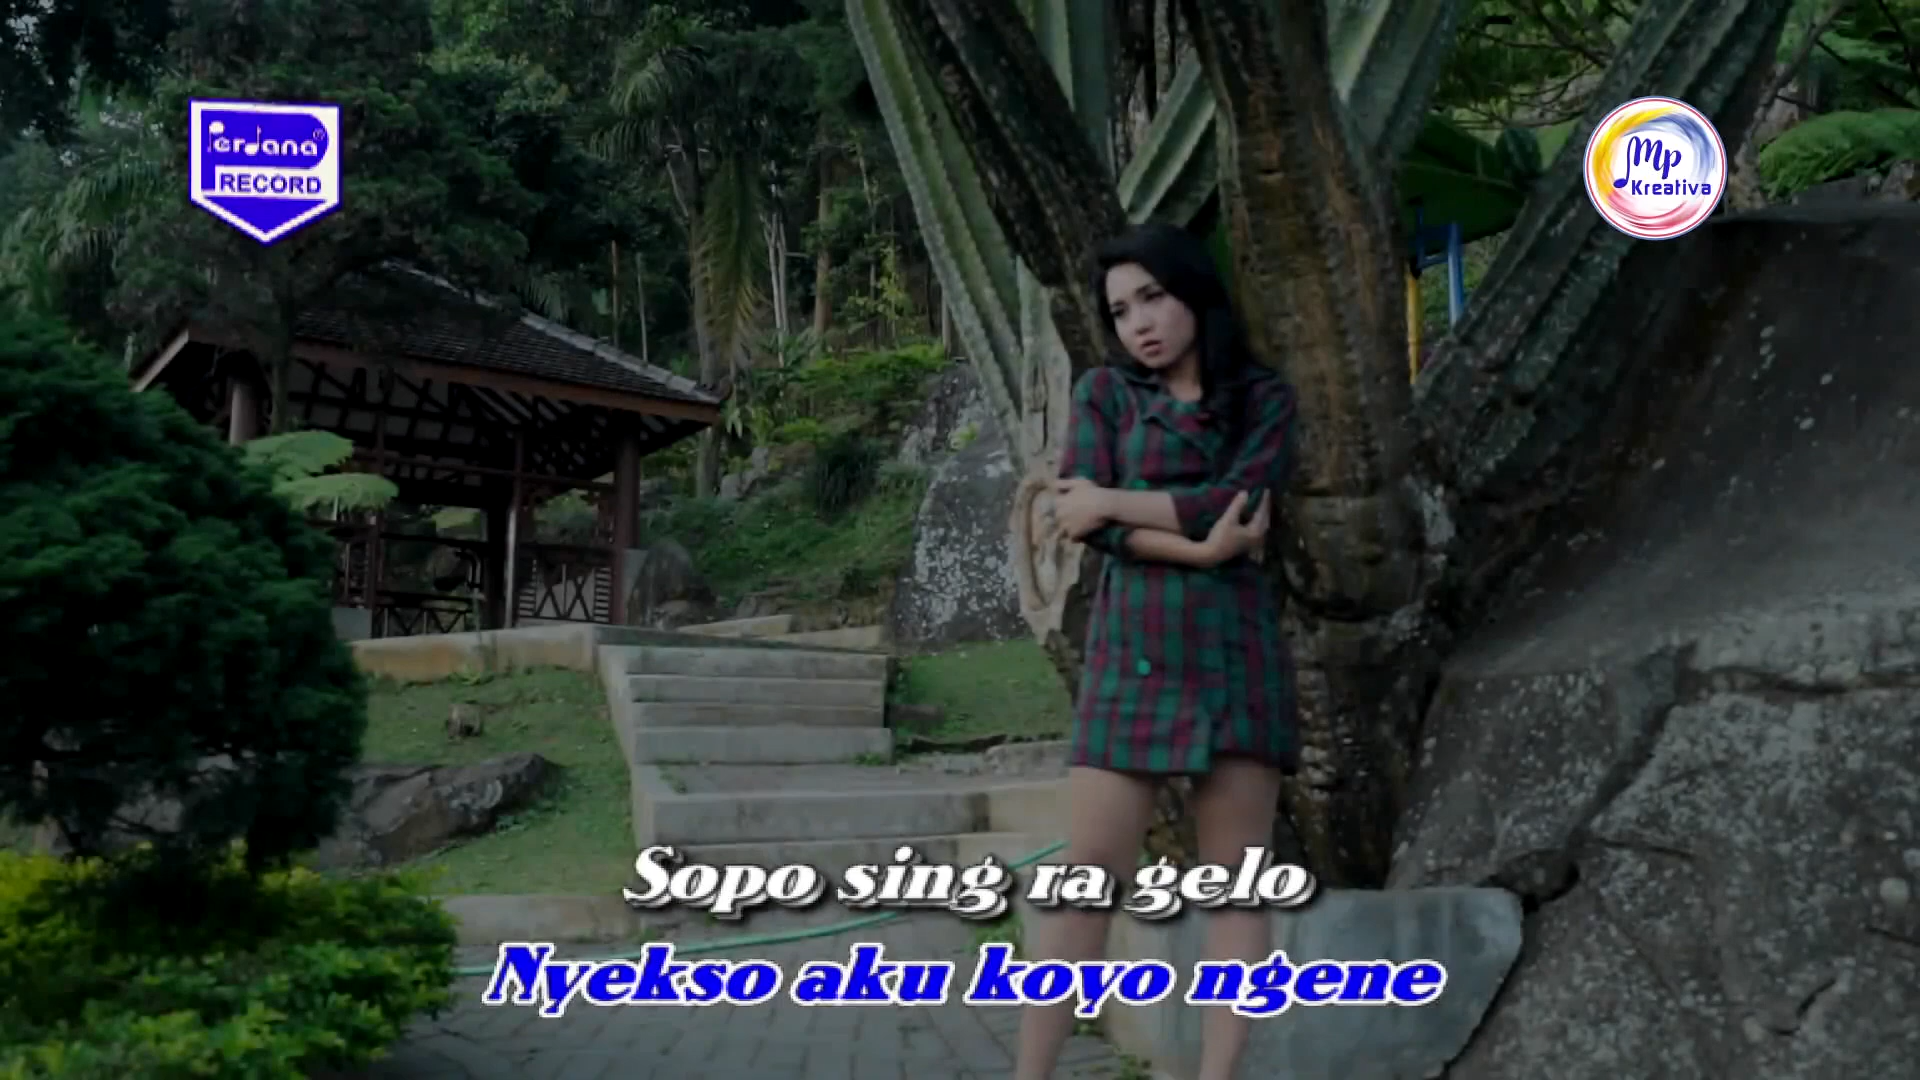 Perdana®
RECORD
Mp
Kreativa
Sopo sing ra gelo
Nyekso aku koyo ngene